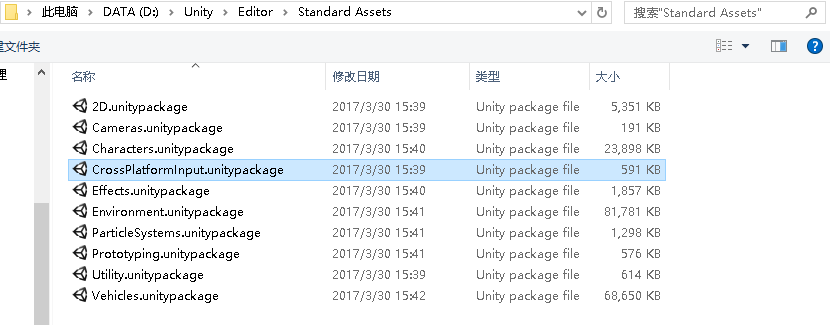 此电脑 › DATA (D:) › Unity › Editor › Standard Assets
搜索"Standard Assets"
建文件夹
理
名称 修改日期 类型 大小
2D.unitypackage 2017/3/30 15:39 Unity package file 5,351 KB
Cameras.unitypackage 2017/3/30 15:39 Unity package file 191 KB
Characters.unitypackage 2017/3/30 15:40 Unity package file 23,898 KB
CrossPlatformInput.unitypackage 2017/3/30 15:39 Unity package file 591 KB
Effects.unitypackage 2017/3/30 15:40 Unity package file 1,857 KB
Environment.unitypackage 2017/3/30 15:41 Unity package file 81,781 KB
ParticleSystems.unitypackage 2017/3/30 15:41 Unity package file 1,298 KB
Prototyping.unitypackage 2017/3/30 15:41 Unity package file 576 KB
Utility.unitypackage 2017/3/30 15:39 Unity package file 614 KB
Vehicles.unitypackage 2017/3/30 15:42 Unity package file 68,650 KB